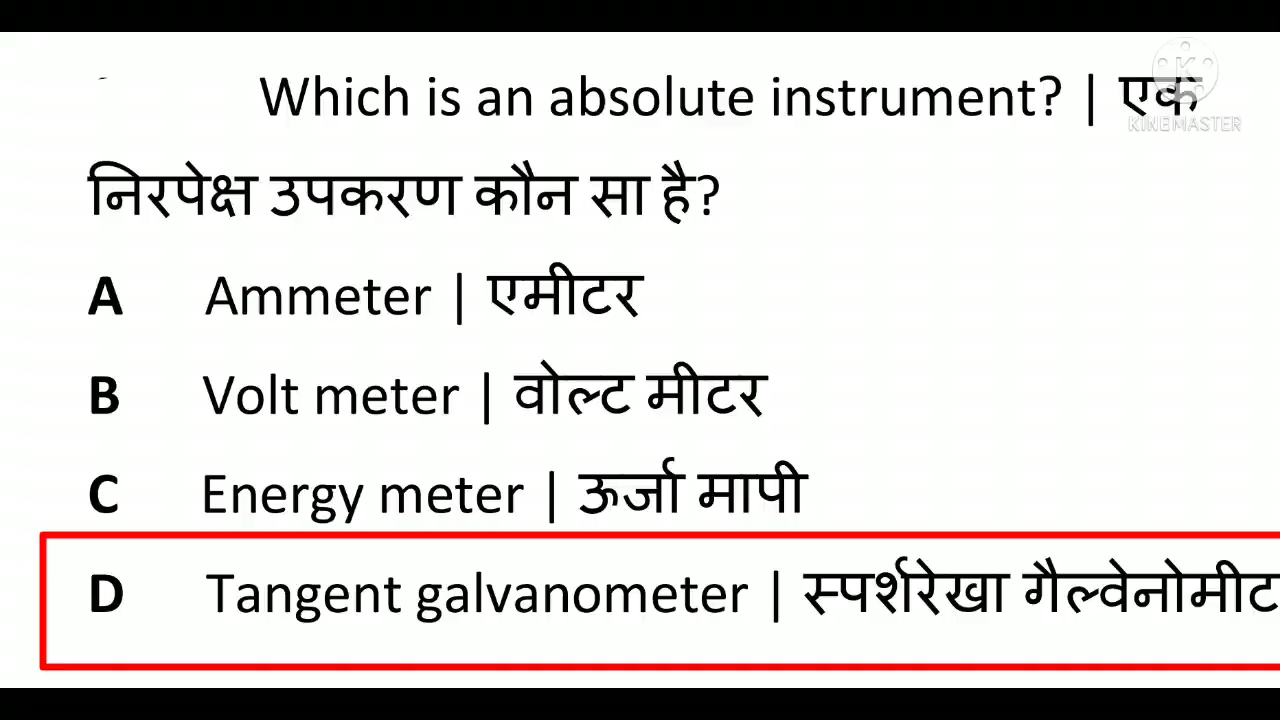 Which is an absolute instrument? | एक
KINEMASTER
निरपेक्ष उपकरण कौन सा है?
A Ammeter | एमीटर
B Volt meter | वोल्ट मीटर
C Energy meter | ऊर्जा मापी
D Tangent galvanometer | स्पर्शरेखा गैल्वेनोमीट